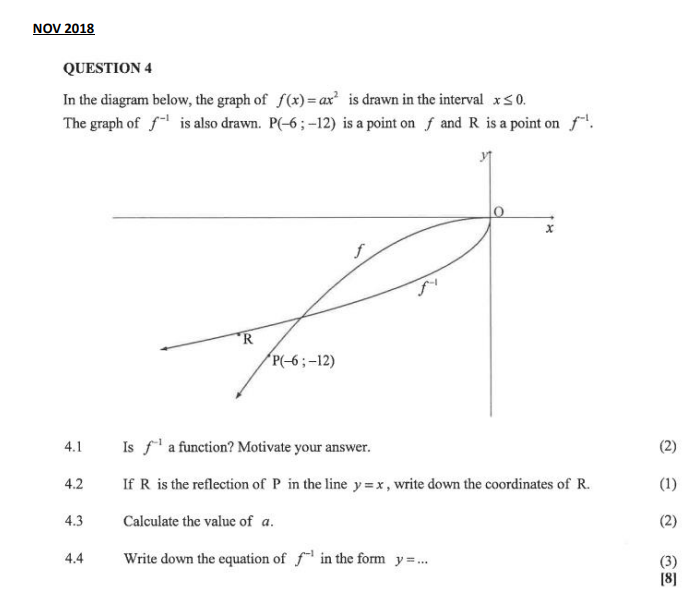 NOV 2018
QUESTION 4
In the diagram below, the graph of f(x) = ax² is drawn in the interval x ≤ 0.
The graph of f⁻¹ is also drawn. P(–6 ; –12) is a point on f and R is a point on f⁻¹.
y
O
x
f
f⁻¹
R
P(–6 ; –12)
4.1 Is f⁻¹ a function? Motivate your answer. (2)
4.2 If R is the reflection of P in the line y = x, write down the coordinates of R. (1)
4.3 Calculate the value of a. (2)
4.4 Write down the equation of f⁻¹ in the form y = ... (3)
[8]